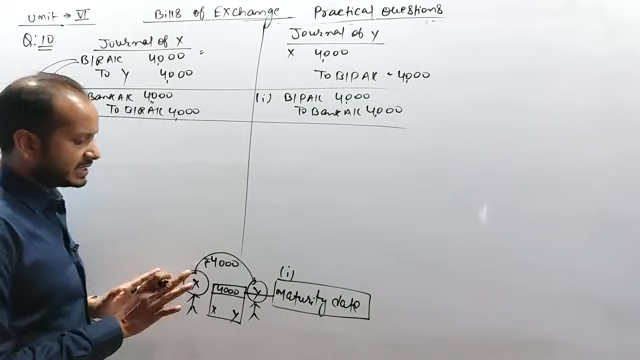 Unit → VI Bills of Exchange Practical Questions
Q: 10
Journal of X
B/R A/c 4,000
To Y 4,000
Bank A/c 4,000
To B/R A/c 4,000
Journal of Y
X 4,000
To B/P A/c - 4,000
(i) B/P A/c 4,000
To Bank A/c 4,000
₹4000
X
4000
Y
X Y
(i)
Maturity date